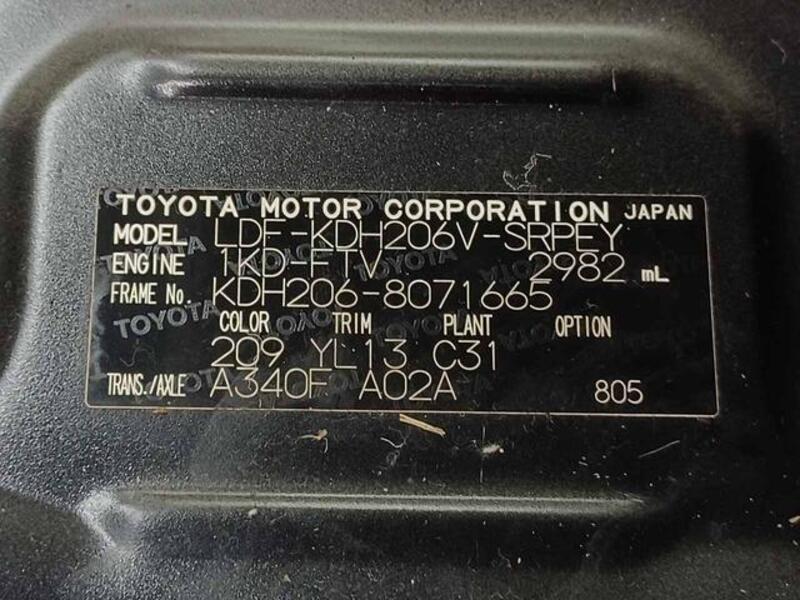 TOYOTA MOTOR CORPORATION JAPAN
MODEL LDF-KDH206V-SRPEY
ENGINE 1KD-FTV 2982 mL
FRAME No. KDH206-8071665
COLOR TRIM PLANT OPTION
209 YL13 C31
TRANS./AXLE A340F A02A 805